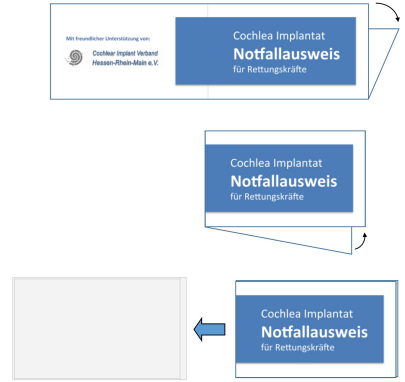 Mit freundlicher Unterstützung von:
Cochlear Implant Verband
Hessen-Rhein-Main e.V.
Cochlea Implantat
Notfallausweis
für Rettungskräfte
Cochlea Implantat
Notfallausweis
für Rettungskräfte
Cochlea Implantat
Notfallausweis
für Rettungskräfte